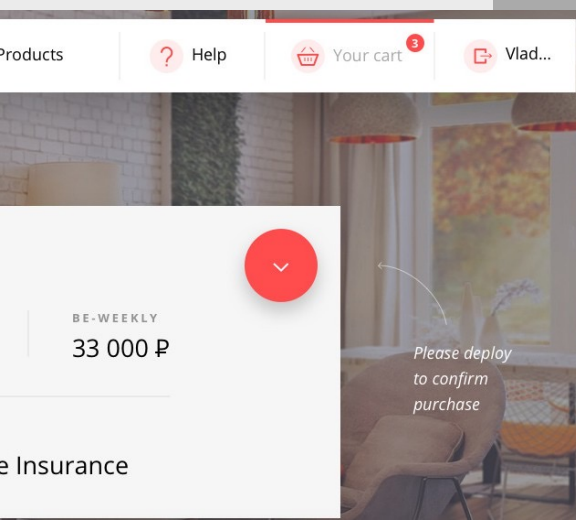 Products
Help
Your cart
3
Vlad...
BE-WEEKLY
33 000 ₽
Please deploy
to confirm
purchase
e Insurance